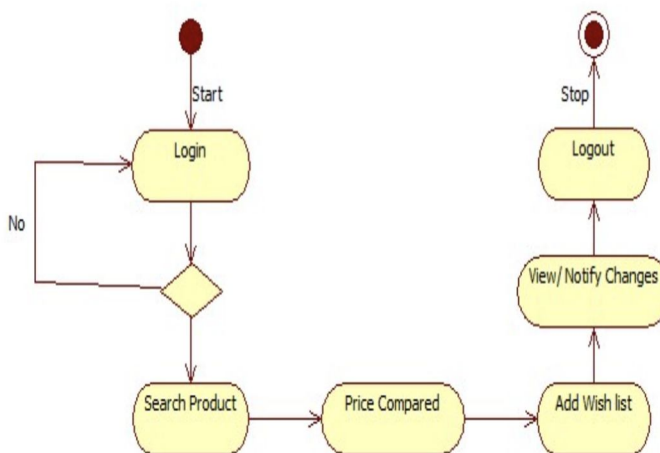 Start
Login
No
Search Product
Price Compared
Add Wish list
View/ Notify Changes
Logout
Stop